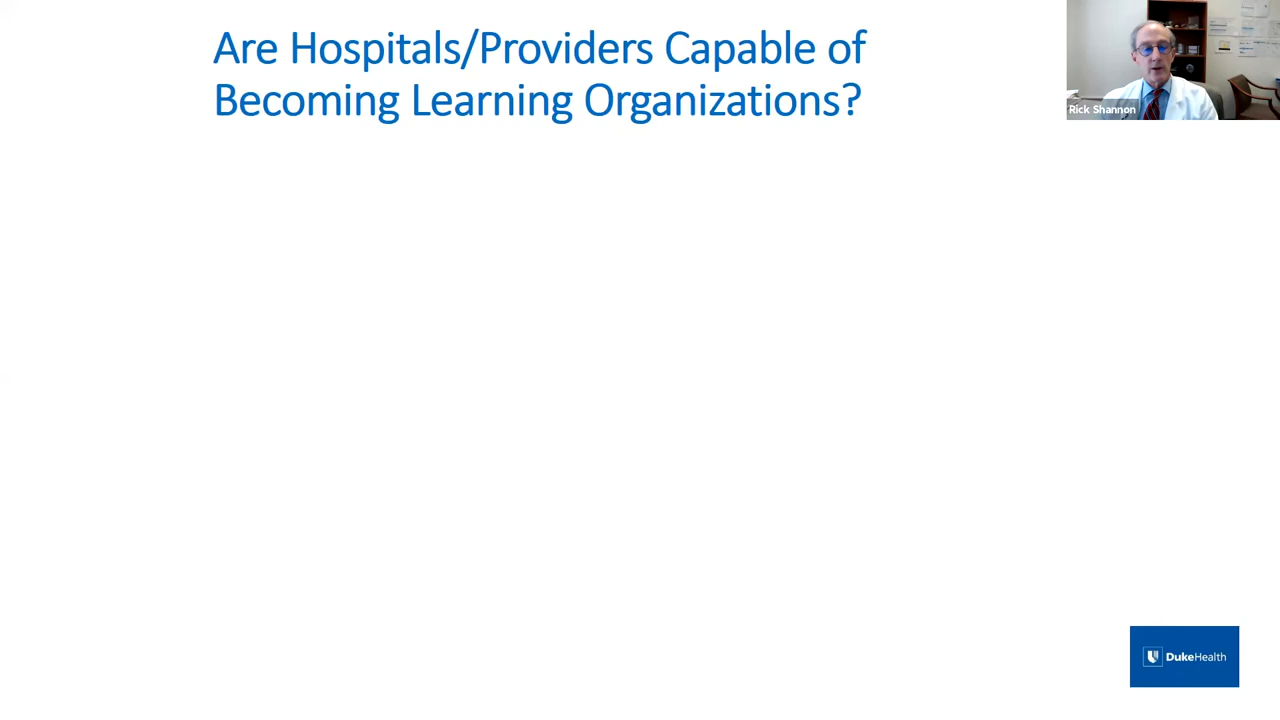 Are Hospitals/Providers Capable of
Becoming Learning Organizations?
Rick Shannon
DukeHealth